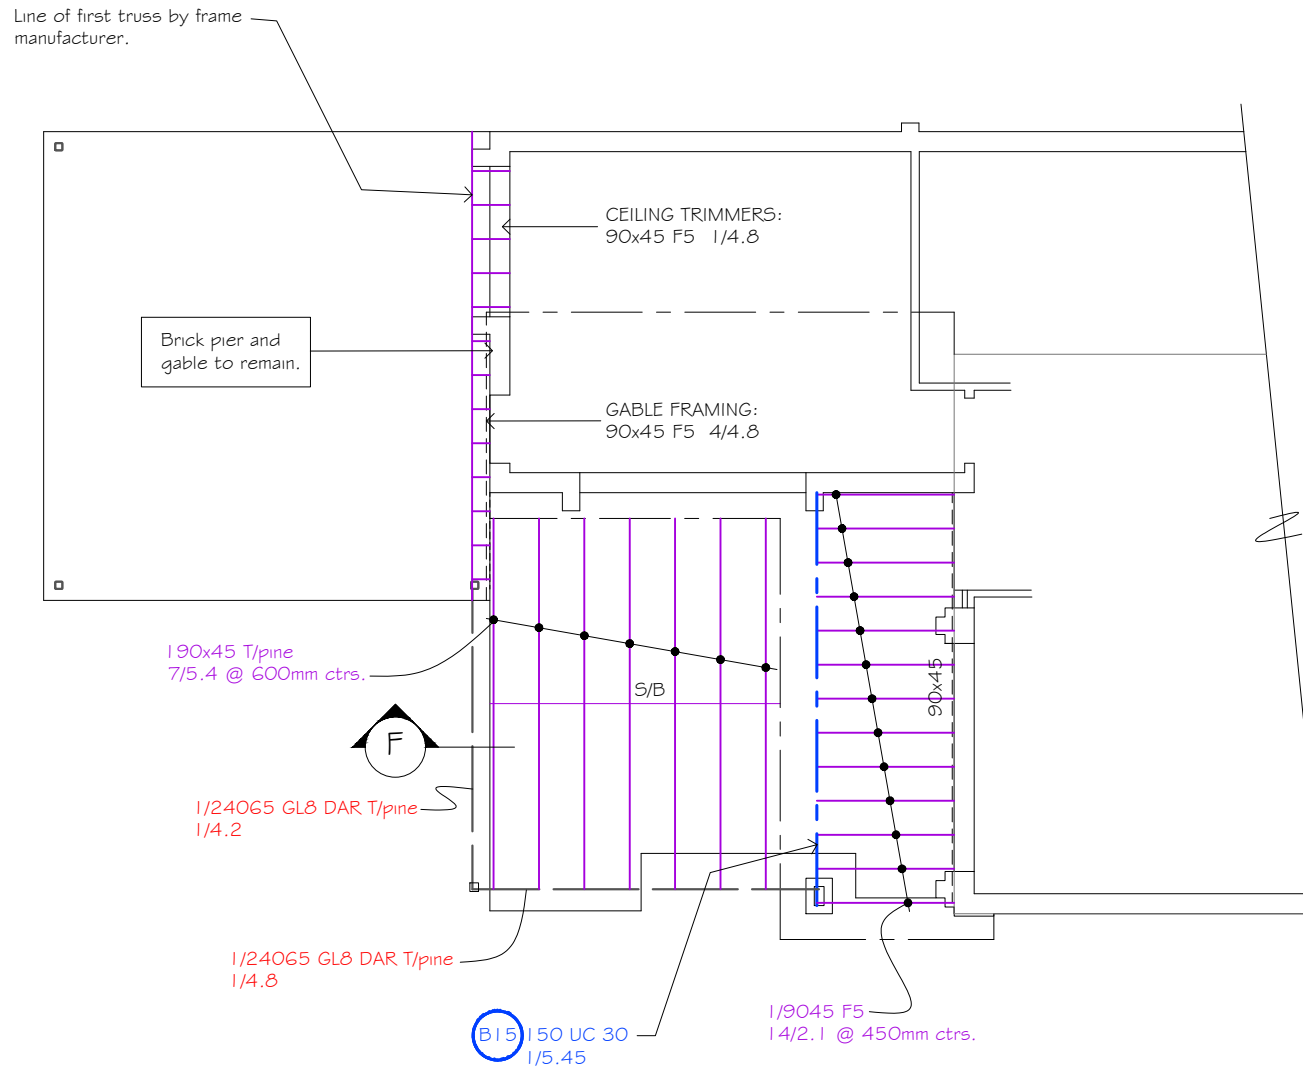 Line of first truss by frame
manufacturer.
CEILING TRIMMERS:
90x45 F5 1/4.8
Brick pier and
gable to remain.
GABLE FRAMING:
90x45 F5 4/4.8
190x45 T/pine
7/5.4 @ 600mm ctrs.
S/B
90x45
F
1/24065 GL8 DAR T/pine
1/4.2
1/24065 GL8 DAR T/pine
1/4.8
B15 150 UC 30
1/5.45
1/9045 F5
14/2.1 @ 450mm ctrs.